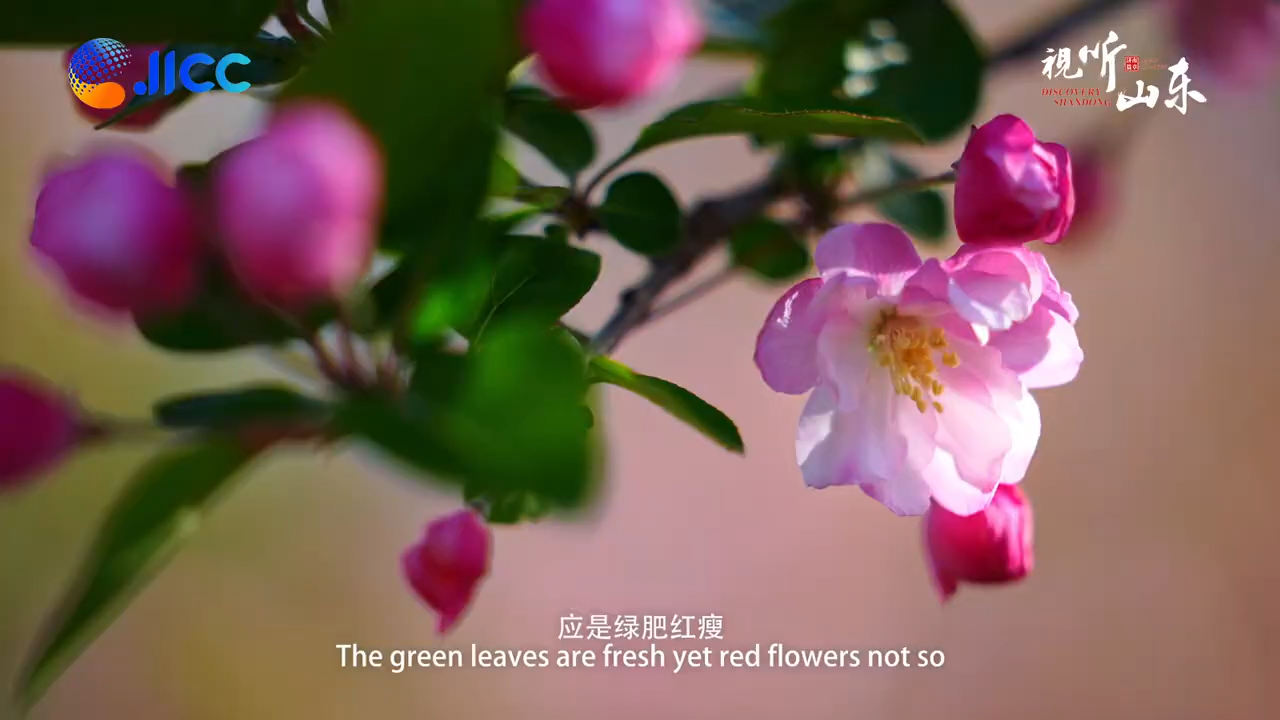 JICC
視听山东
DISCOVERY
SHANDONG
应是绿肥红瘦
The green leaves are fresh yet red flowers not so